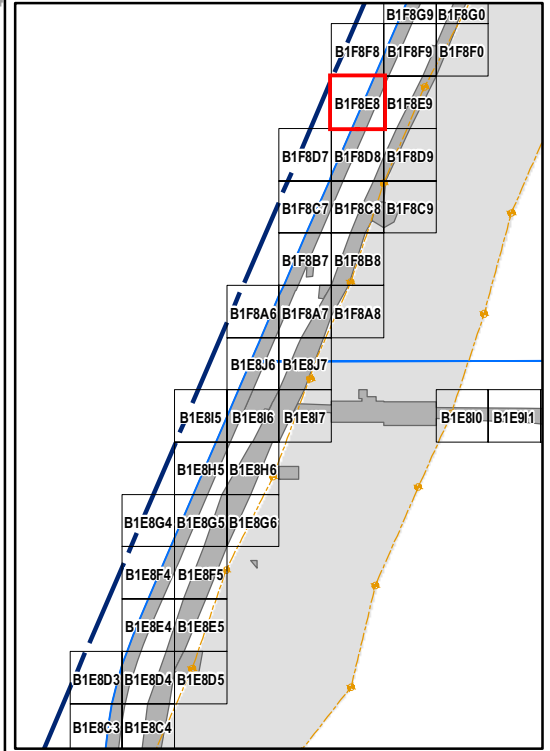 B1F8G9 B1F8G0
B1F8F8 B1F8F9 B1F8F0
B1F8E8 B1F8E9
B1F8D7 B1F8D8 B1F8D9
B1F8C7 B1F8C8 B1F8C9
B1F8B7 B1F8B8
B1F8A6 B1F8A7 B1F8A8
B1E8J6 B1E8J7
B1E8I5 B1E8I6 B1E8I7 B1E8I0 B1E9I1
B1E8H5 B1E8H6
B1E8G4 B1E8G5 B1E8G6
B1E8F4 B1E8F5
B1E8E4 B1E8E5
B1E8D3 B1E8D4 B1E8D5
B1E8C3 B1E8C4